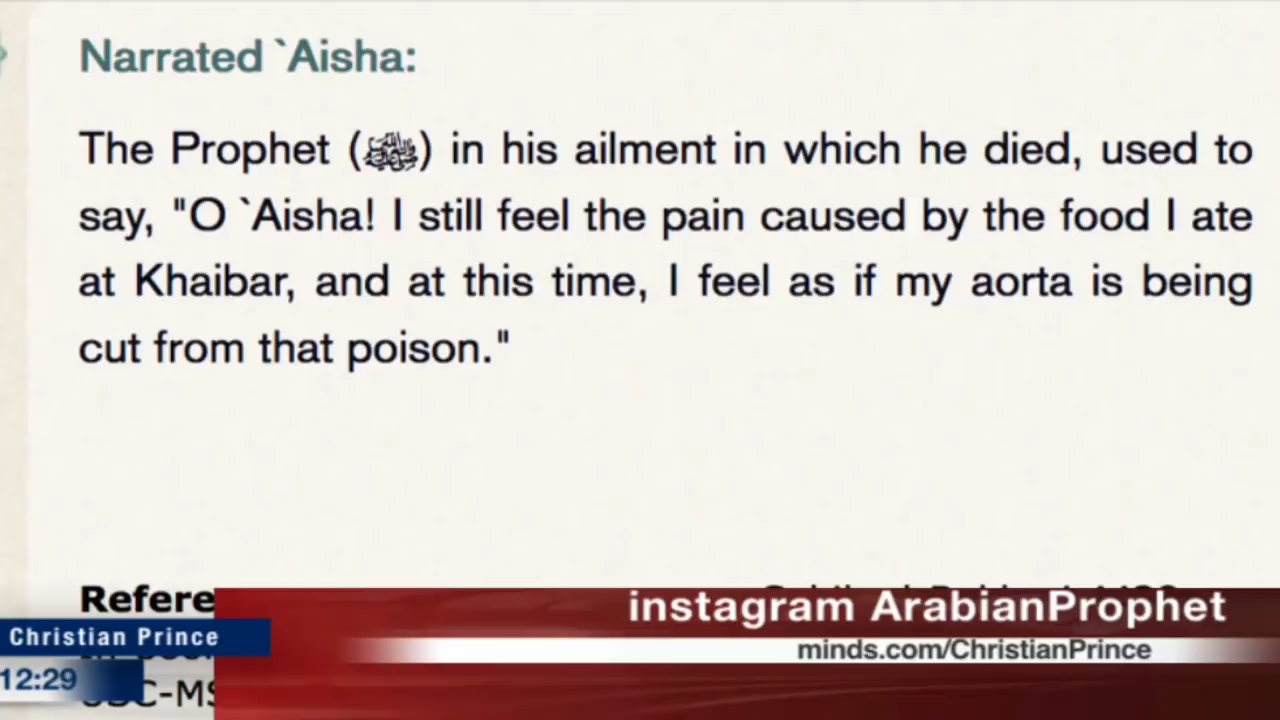 Narrated `Aisha:
The Prophet (ﷺ) in his ailment in which he died, used to
say, "O `Aisha! I still feel the pain caused by the food I ate
at Khaibar, and at this time, I feel as if my aorta is being
cut from that poison."
Refere
instagram ArabianProphet
Christian Prince
minds.com/ChristianPrince
12:29